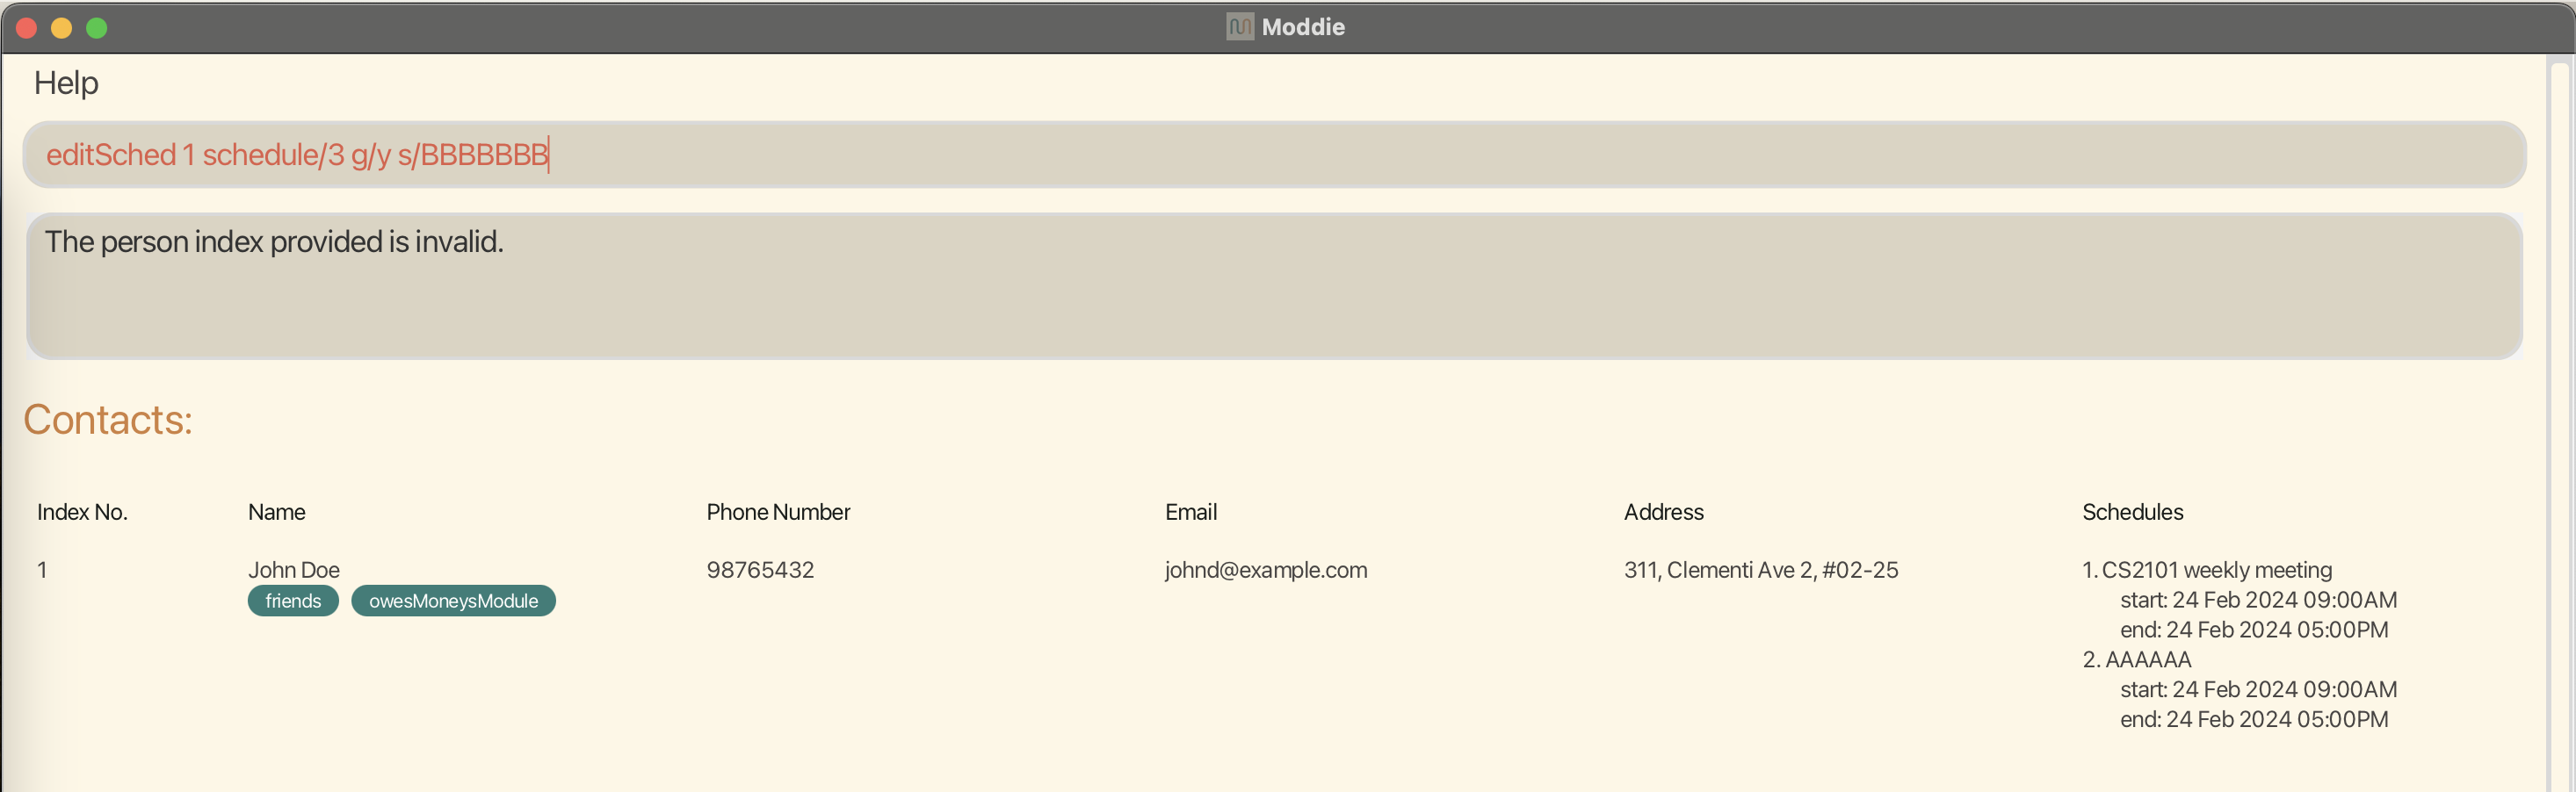 Moddie
Help
editSched 1 schedule/3 g/y s/BBBBBBB
The person index provided is invalid.
Contacts:
Index No. Name Phone Number Email Address Schedules
1 John Doe 98765432 johnd@example.com 311, Clementi Ave 2, #02-25 1. CS2101 weekly meeting
friends owesMoneysModule start: 24 Feb 2024 09:00AM
end: 24 Feb 2024 05:00PM
2. AAAAAA
start: 24 Feb 2024 09:00AM
end: 24 Feb 2024 05:00PM